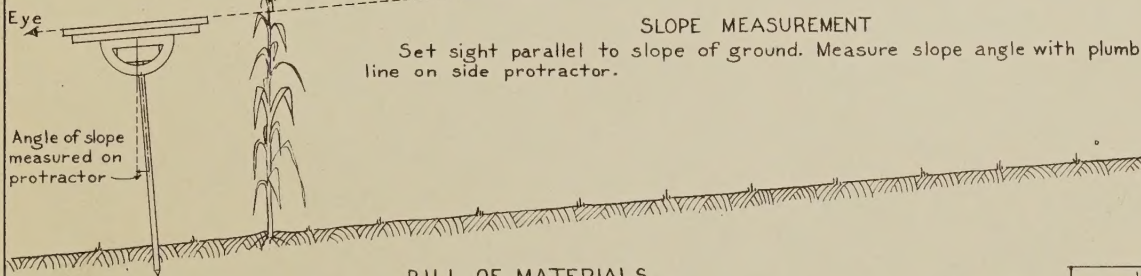 Eye
SLOPE MEASUREMENT
Set sight parallel to slope of ground. Measure slope angle with plumb
line on side protractor.
Angle of slope
measured on
protractor
BILL OF MATERIALS